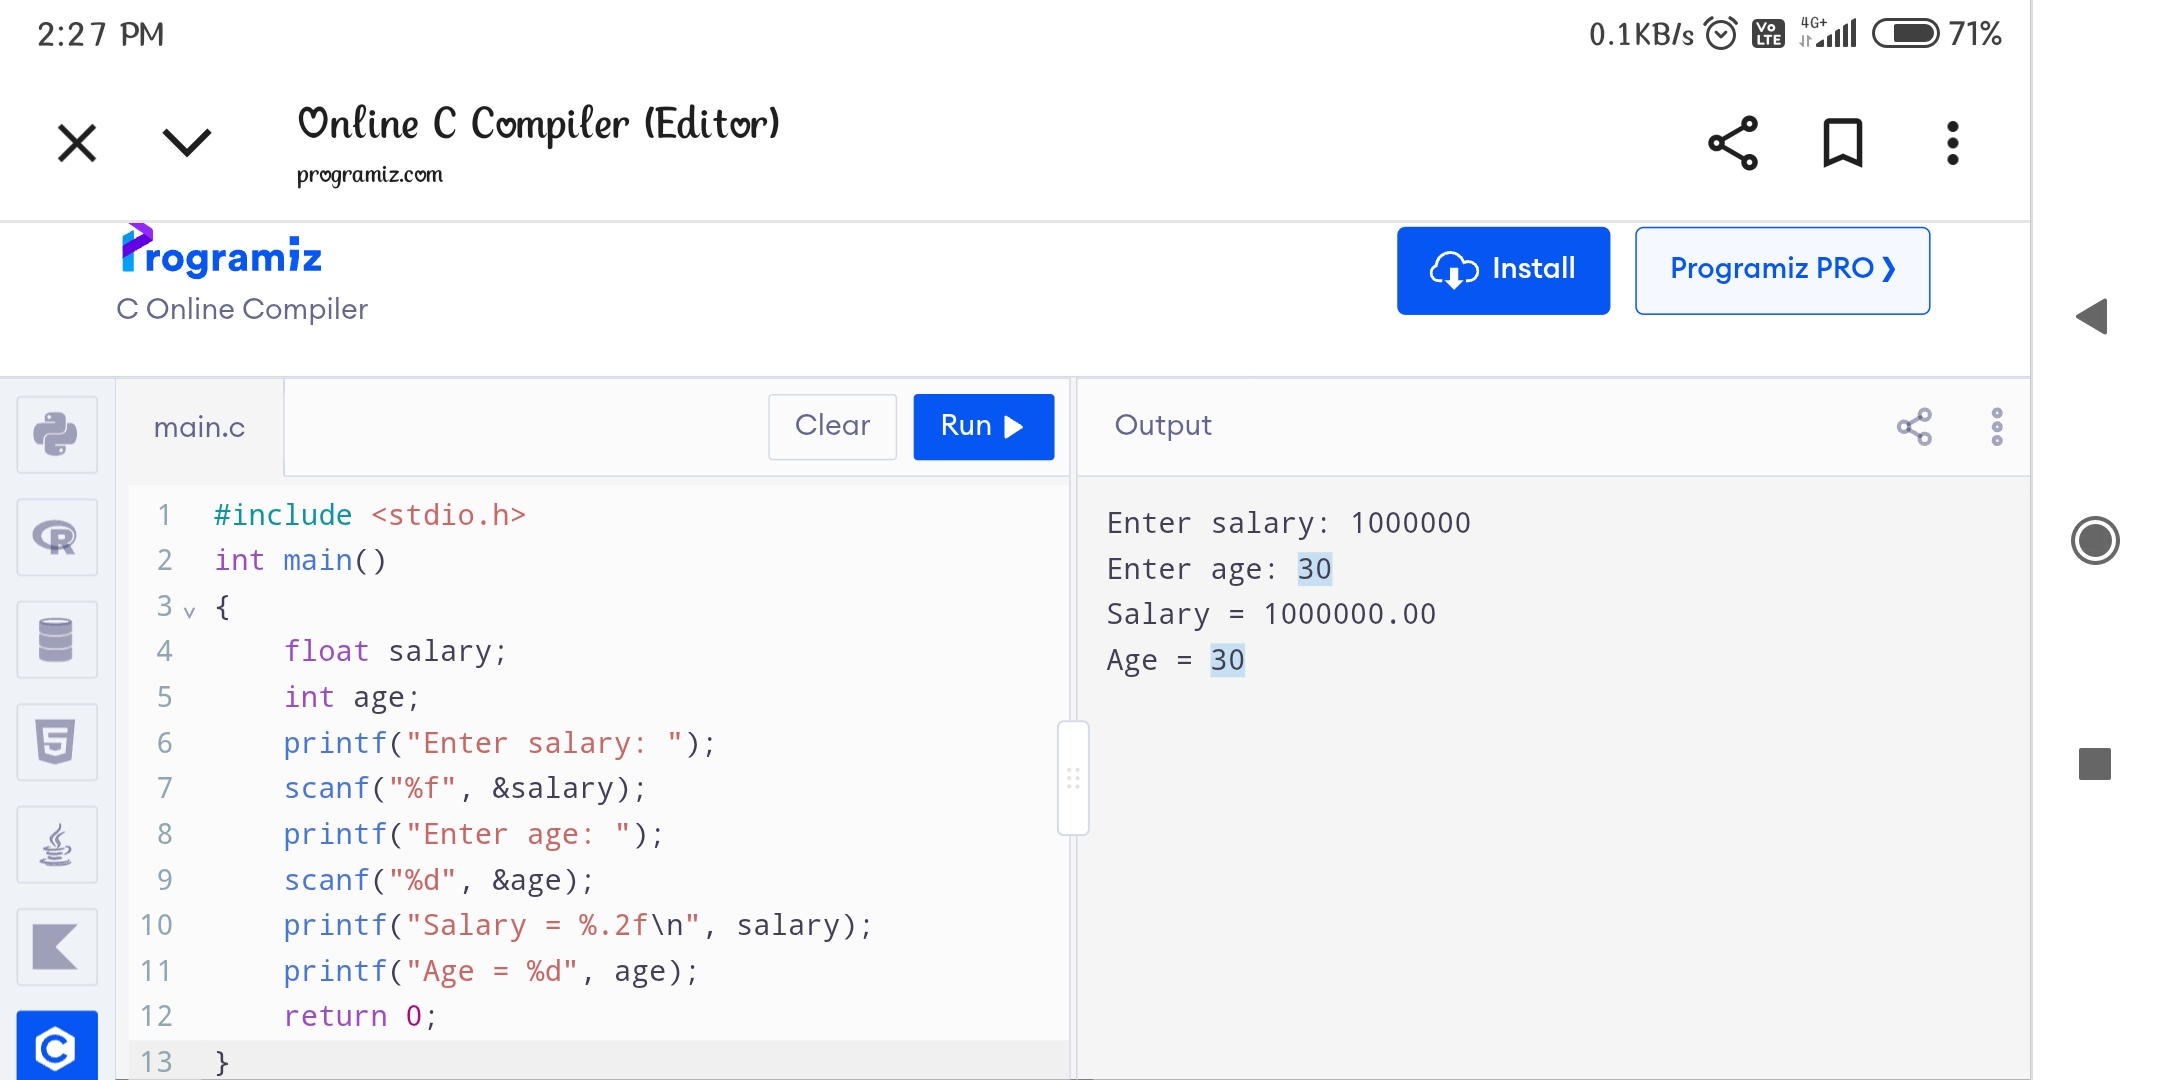 2:27 PM
0.1KB/s Vo LTE 4G+ 71%
Online C Compiler (Editor)
programiz.com
Programiz
C Online Compiler
Install
Programiz PRO ❯
main.c
Clear
Run
Output
1 #include <stdio.h>
2 int main()
3 {
4     float salary;
5     int age;
6     printf("Enter salary: ");
7     scanf("%f", &salary);
8     printf("Enter age: ");
9     scanf("%d", &age);
10     printf("Salary = %.2f\n", salary);
11     printf("Age = %d", age);
12     return 0;
13 }
Enter salary: 1000000
Enter age: 30
Salary = 1000000.00
Age = 30